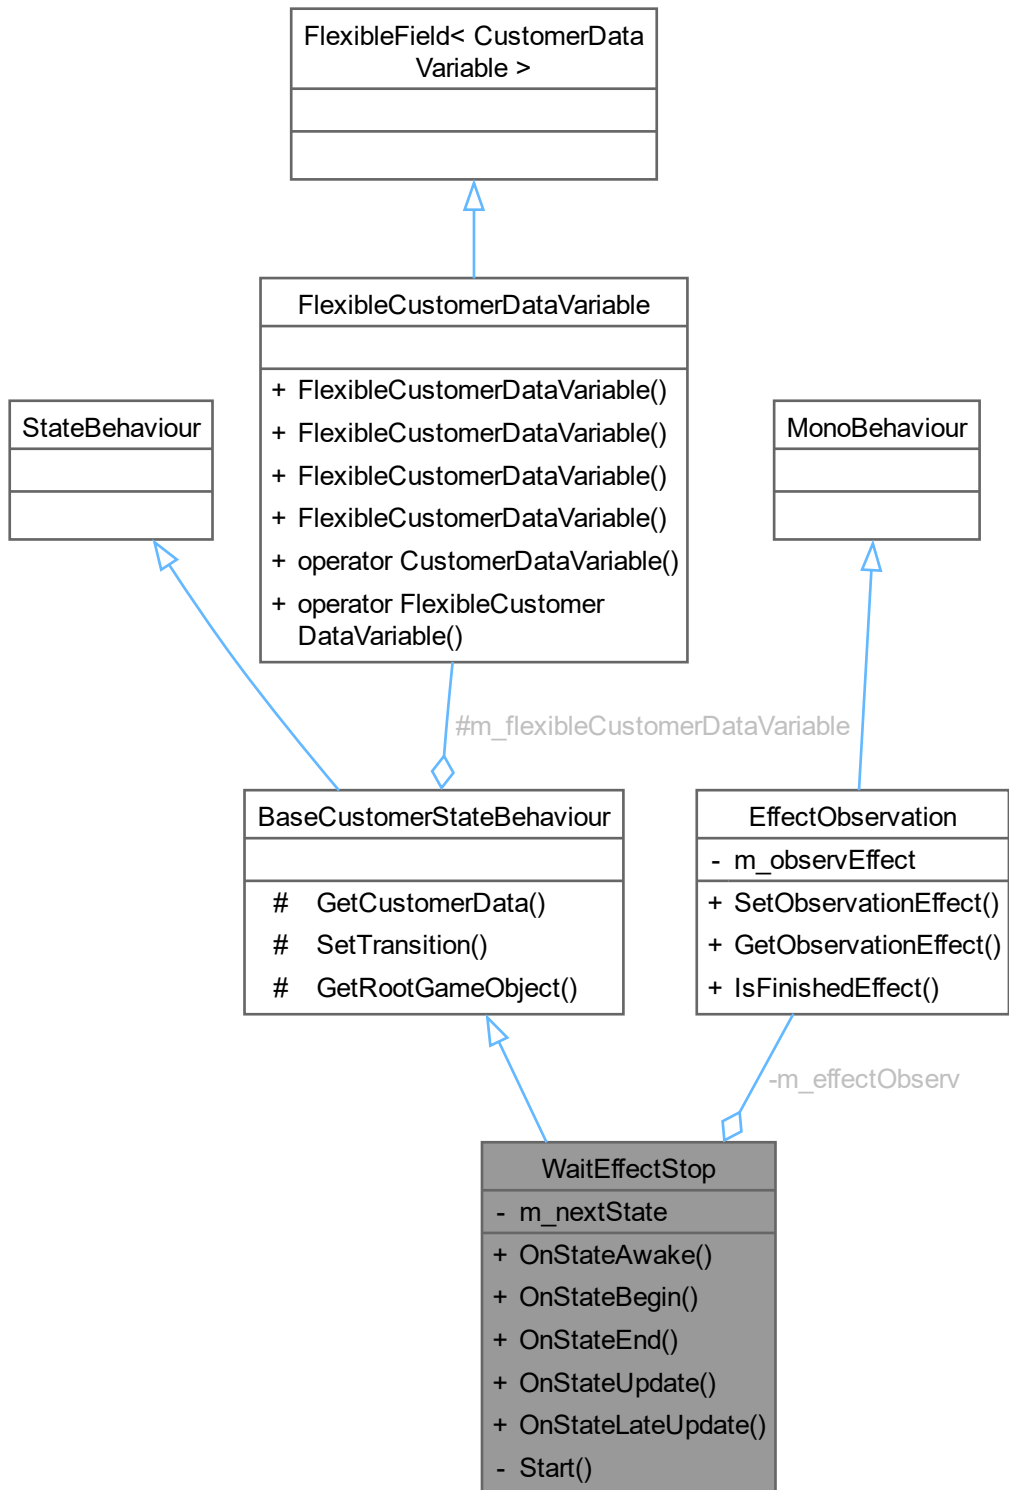 FlexibleField< CustomerData
Variable >
FlexibleCustomerDataVariable
+ FlexibleCustomerDataVariable()
+ FlexibleCustomerDataVariable()
+ FlexibleCustomerDataVariable()
+ FlexibleCustomerDataVariable()
+ operator CustomerDataVariable()
+ operator FlexibleCustomer
DataVariable()
StateBehaviour
MonoBehaviour
#m_flexibleCustomerDataVariable
BaseCustomerStateBehaviour
# GetCustomerData()
# SetTransition()
# GetRootGameObject()
EffectObservation
- m_observEffect
+ SetObservationEffect()
+ GetObservationEffect()
+ IsFinishedEffect()
-m_effectObserv
WaitEffectStop
- m_nextState
+ OnStateAwake()
+ OnStateBegin()
+ OnStateEnd()
+ OnStateUpdate()
+ OnStateLateUpdate()
- Start()